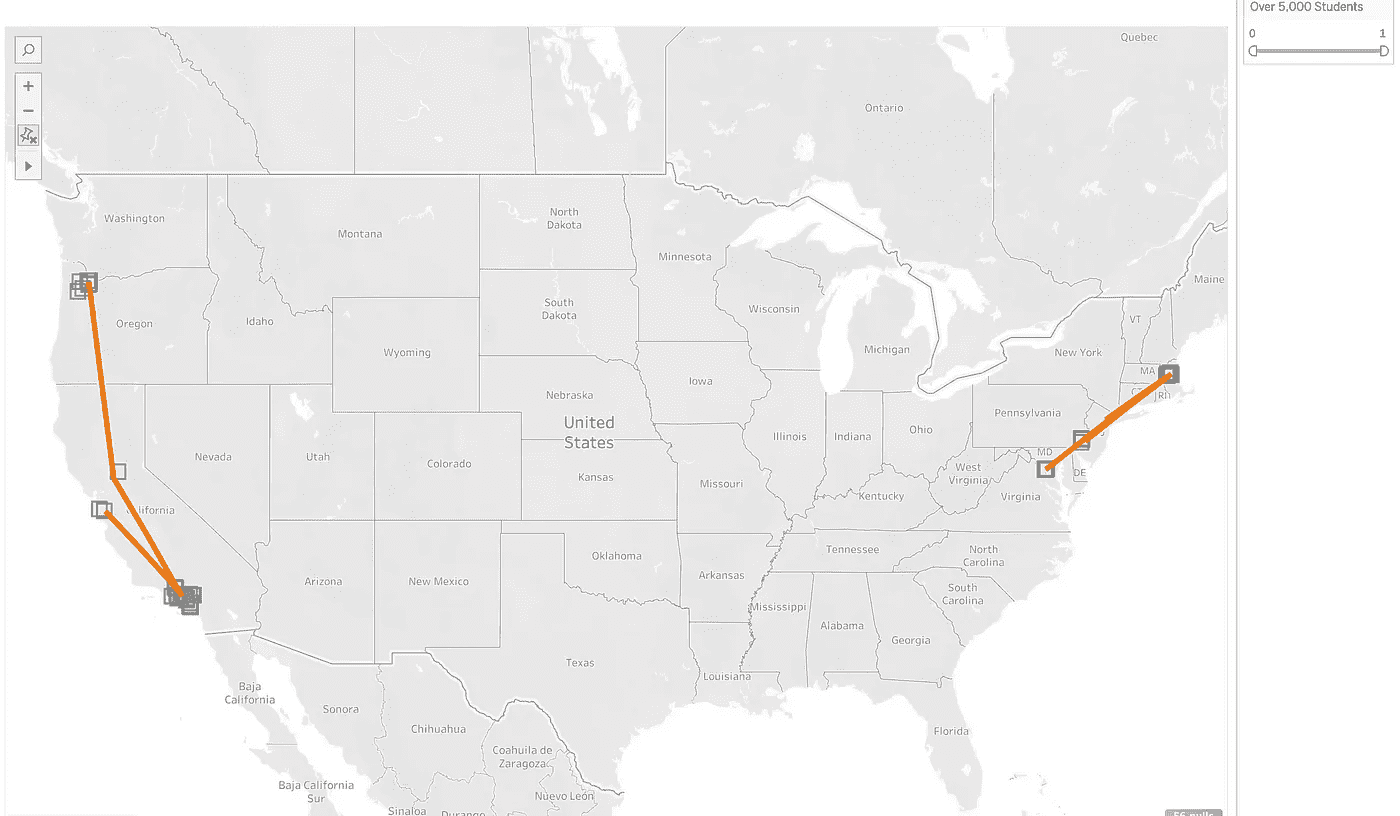 Over 5,000 Students
0 1
Quebec
Ontario
Washington
North
Dakota
Montana
Minnesota
Maine
South
Dakota
Wisconsin
VT
Oregon
Idaho
Wyoming
Michigan
New York
MA
Iowa
Nebraska
RI
Pennsylvania
United
States
Illinois
Indiana
Ohio
Nevada
Utah
Colorado
MD
DE
Kansas
West
Virginia
Missouri
Kentucky
Virginia
lifornia
Tennessee
North
Carolina
Oklahoma
Arizona
New Mexico
Arkansas
South
Carolina
Mississippi
Alabama
Georgia
Texas
Louisiana
Baja
California
Sonora
Chihuahua
Florida
Coahuila de
Zaragoza
Baja California
Sur
Nuevo León
Sinaloa
Durango